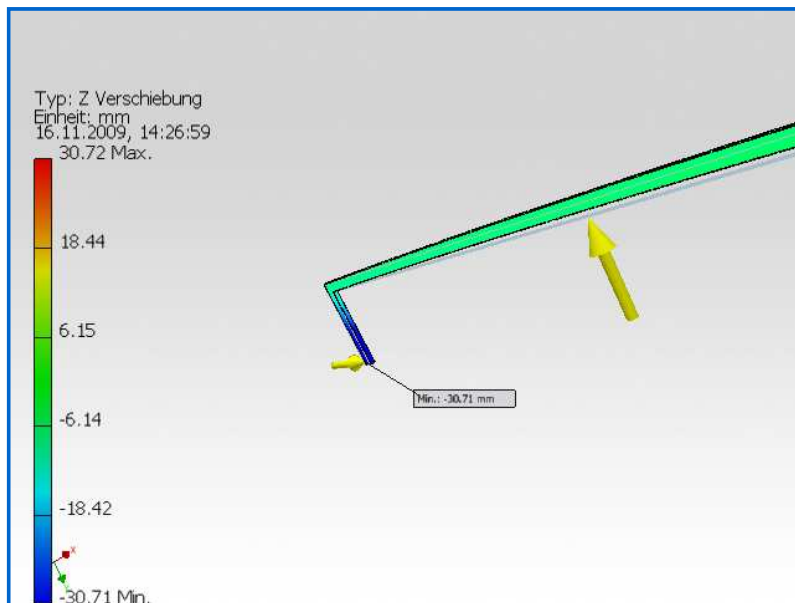 Typ: Z Verschiebung
Einheit: mm
16.11.2009, 14:26:59
30.72 Max.
18.44
6.15
-6.14
-18.42
-30.71 Min.
Min.: -30.71 mm
X